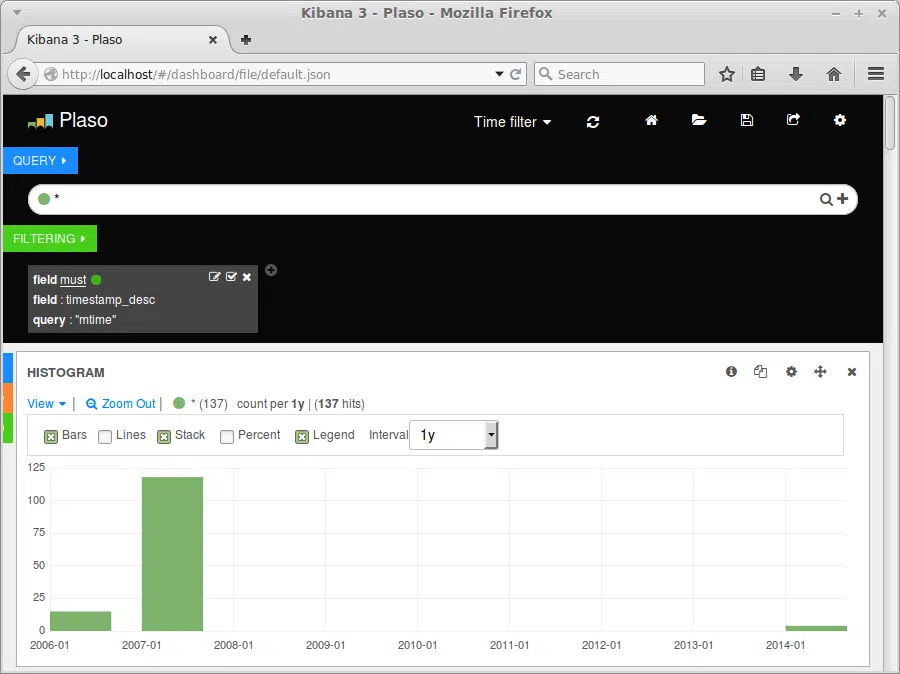 Kibana 3 - Plaso - Mozilla Firefox
Kibana 3 - Plaso
http://localhost/#/dashboard/file/default.json
Search
Plaso
Time filter
QUERY
*
FILTERING
field must
field : timestamp_desc
query : "mtime"
HISTOGRAM
View | Zoom Out | * (137) count per 1y | (137 hits)
Bars Lines Stack Percent Legend Interval 1y
125
100
75
50
25
0
2006-01 2007-01 2008-01 2009-01 2010-01 2011-01 2012-01 2013-01 2014-01